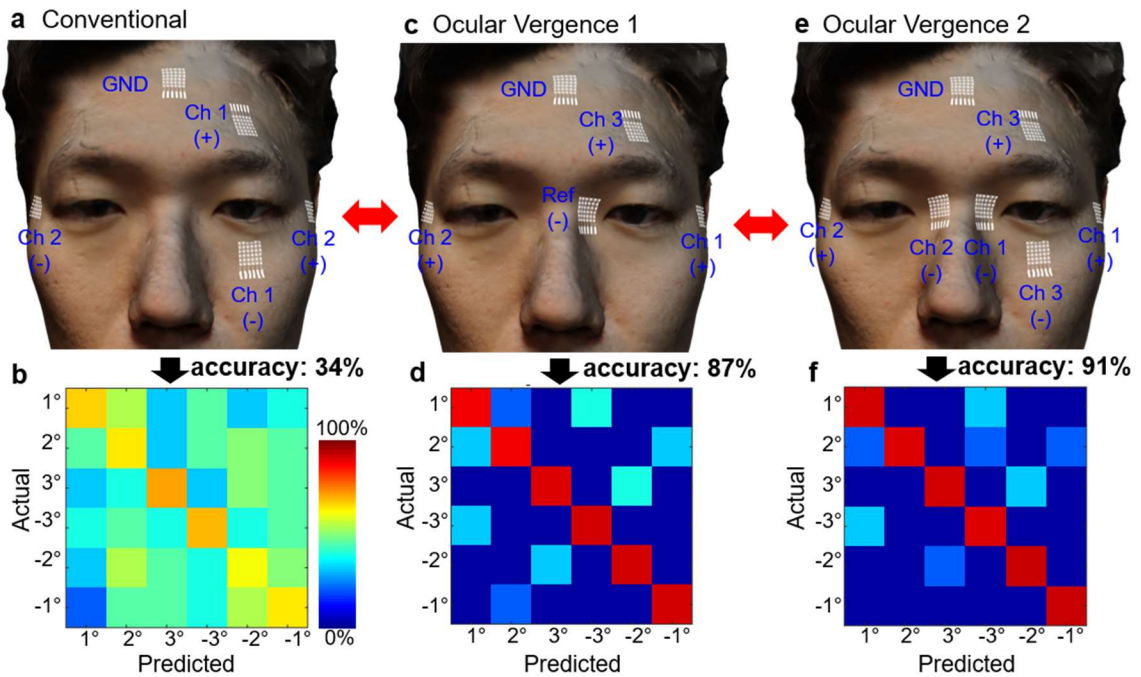 a Conventional
GND
Ch 1
(+)
Ch 2
(-)
Ch 2
(+)
Ch 1
(-)
c Ocular Vergence 1
GND
Ch 3
(+)
Ref
(-)
Ch 2
(+)
Ch 1
(+)
e Ocular Vergence 2
GND
Ch 3
(+)
Ch 2
(+)
Ch 2
(-)
Ch 1
(-)
Ch 1
(+)
Ch 3
(-)
b
accuracy: 34%
Actual
1°
2°
3°
-3°
-2°
-1°
1° 2° 3° -3° -2° -1°
Predicted
100%
0%
d
accuracy: 87%
Actual
1°
2°
3°
-3°
-2°
-1°
1° 2° 3° -3° -2° -1°
Predicted
f
accuracy: 91%
Actual
1°
2°
3°
-3°
-2°
-1°
1° 2° 3° -3° -2° -1°
Predicted